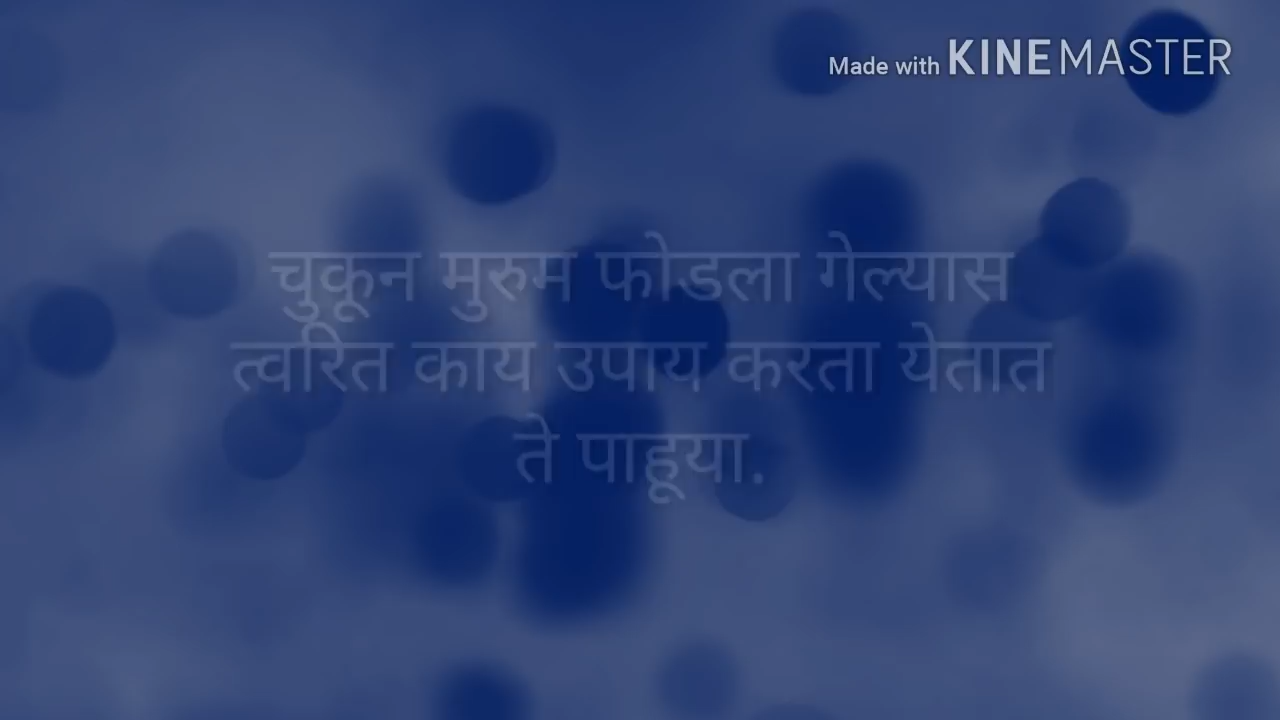 Made with KINEMASTER
चुकून मुरुम फोडला गेल्यास
त्वरित काय उपाय करता येतात
ते पाहूया.